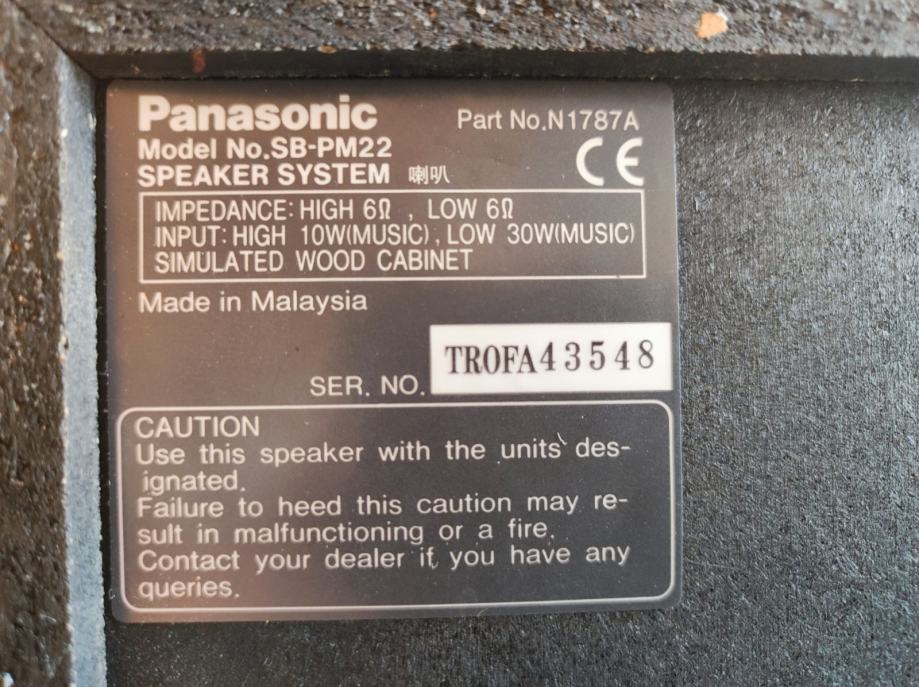 Panasonic Part No.N1787A
Model No.SB-PM22
SPEAKER SYSTEM 喇叭 CE
IMPEDANCE: HIGH 6Ω , LOW 6Ω
INPUT: HIGH 10W(MUSIC), LOW 30W(MUSIC)
SIMULATED WOOD CABINET
Made in Malaysia
SER. NO. TROFA43548
CAUTION
Use this speaker with the units des-
ignated.
Failure to heed this caution may re-
sult in malfunctioning or a fire.
Contact your dealer if you have any
queries.